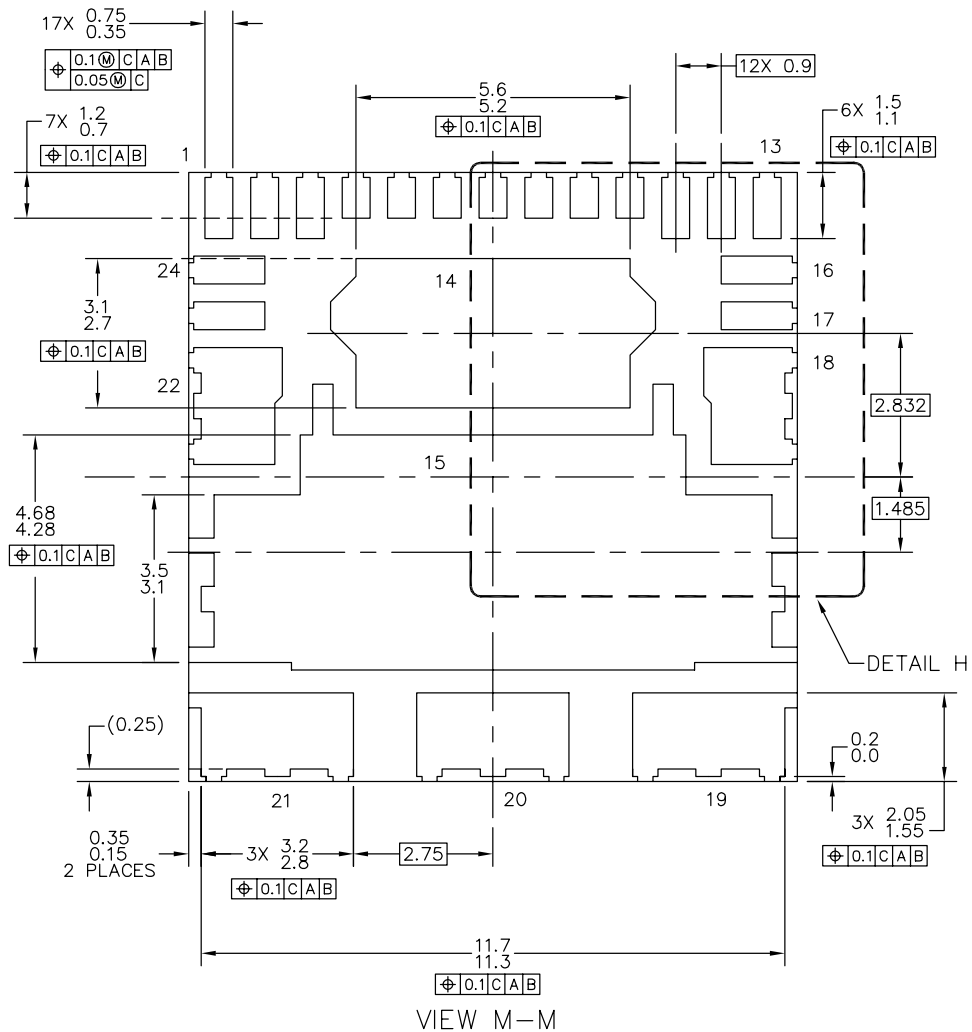 17X 0.75
0.35
⌖ 0.1Ⓜ C A B
0.05Ⓜ C
7X 1.2
0.7
⌖ 0.1 C A B
5.6
5.2
⌖ 0.1 C A B
12X 0.9
6X 1.5
1.1
⌖ 0.1 C A B
1
13
24
14
16
3.1
2.7
⌖ 0.1 C A B
17
22
18
2.832
15
1.485
4.68
4.28
⌖ 0.1 C A B
3.5
3.1
DETAIL H
(0.25)
0.2
0.0
21
20
19
0.35
0.15
2 PLACES
3X 3.2
2.8
⌖ 0.1 C A B
2.75
3X 2.05
1.55
⌖ 0.1 C A B
11.7
11.3
⌖ 0.1 C A B
VIEW M–M